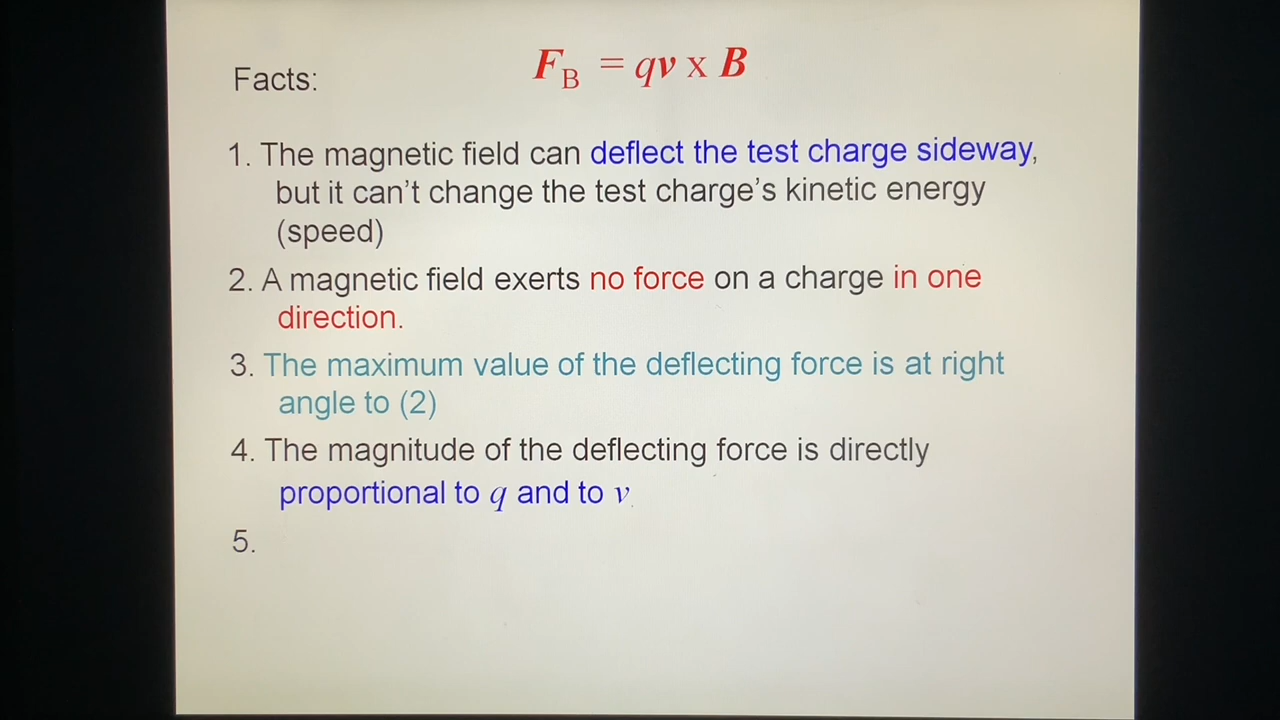 Facts:
F_B = qv x B
1. The magnetic field can deflect the test charge sideway,
but it can't change the test charge's kinetic energy
(speed)
2. A magnetic field exerts no force on a charge in one
direction.
3. The maximum value of the deflecting force is at right
angle to (2)
4. The magnitude of the deflecting force is directly
proportional to q and to v
5.